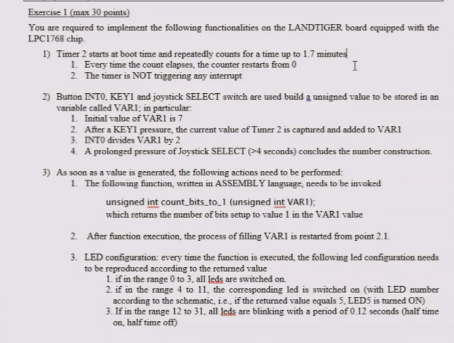 Exercise 1 (max 30 points)
You are required to implement the following functionalities on the LANDTIGER board equipped with the
LPC1768 chip.
1) Timer 2 starts at boot time and repeatedly counts for a time up to 1.7 minutes
1. Every time the count elapses, the counter restarts from 0
2. The timer is NOT triggering any interrupt
2) Button INT0, KEY1 and joystick SELECT switch are used build a unsigned value to be stored in an
variable called VAR1; in particular:
1. Initial value of VAR1 is 7
2. After a KEY1 pressure, the current value of Timer 2 is captured and added to VAR1
3. INT0 divides VAR1 by 2
4. A prolonged pressure of Joystick SELECT (>4 seconds) concludes the number construction.
3) As soon as a value is generated, the following actions need to be performed:
1. The following function, written in ASSEMBLY language, needs to be invoked
unsigned int count_bits_to_1 (unsigned int VAR1);
which returns the number of bits setup to value 1 in the VAR1 value
2. After function execution, the process of filling VAR1 is restarted from point 2.1.
3. LED configuration: every time the function is executed, the following led configuration needs
to be reproduced according to the returned value
1. if in the range 0 to 3, all leds are switched on.
2. if in the range 4 to 11, the corresponding led is switched on (with LED number
according to the schematic, i.e., if the returned value equals 5, LED5 is turned ON)
3. If in the range 12 to 31, all leds are blinking with a period of 0.12 seconds (half time
on, half time off)